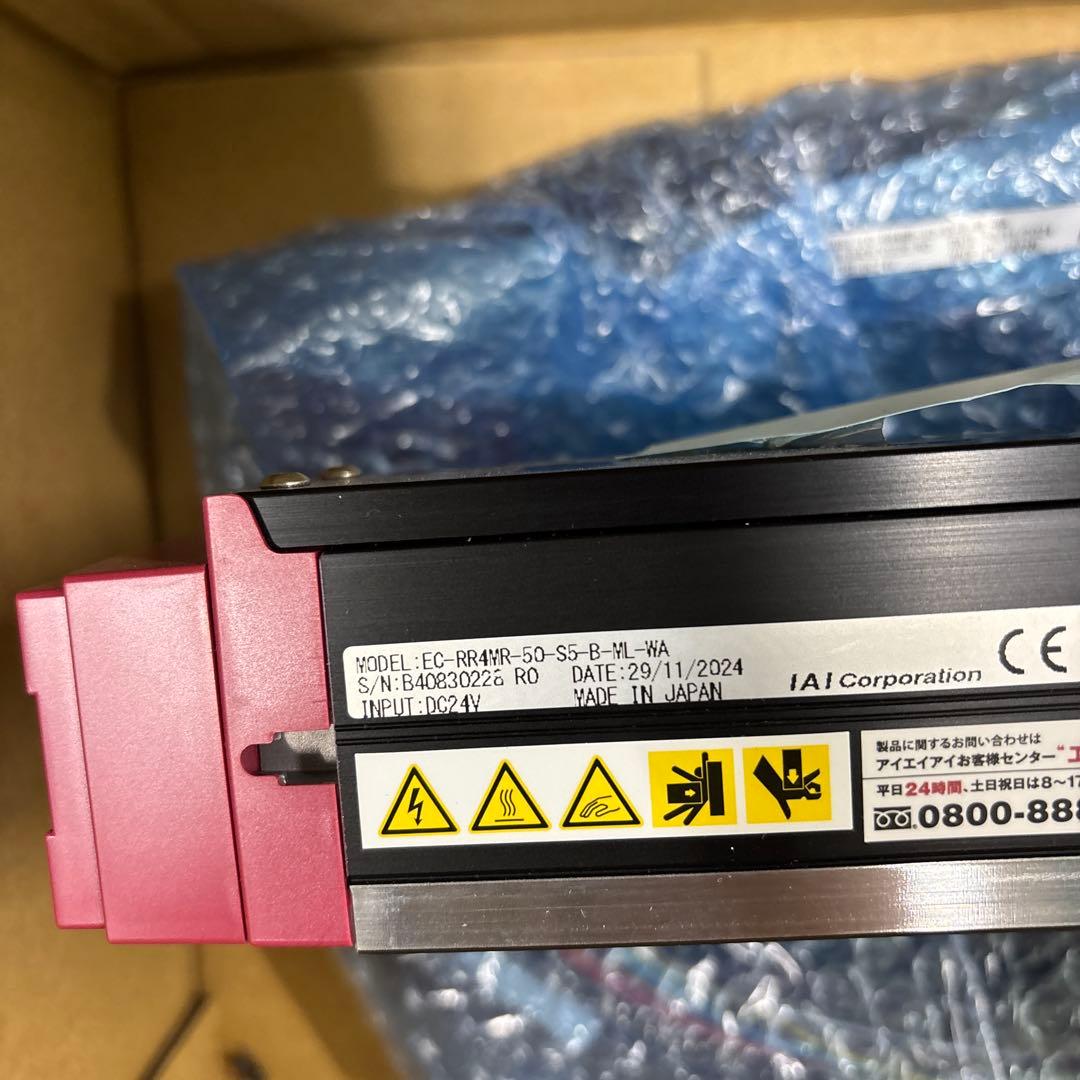 MODEL:EC-RR4MR-50-S5-B-ML-WA
S/N:B40830228 R0 DATE:29/11/2024
INPUT:DC24V MADE IN JAPAN
IAI Corporation
CE
製品に関するお問い合わせは
アイエイアイお客様センター"エ
平日24時間、土日祝日は8〜17
0800-888